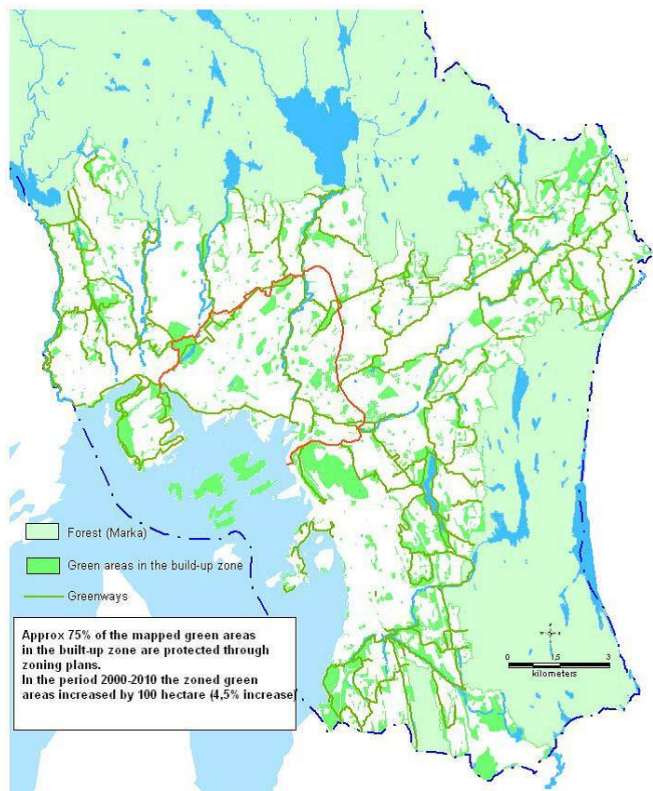 Forest (Marka)
Green areas in the build-up zone
Greenways
Approx 75% of the mapped green areas
in the built-up zone are protected through
zoning plans.
In the period 2000-2010 the zoned green
areas increased by 100 hectare (4,5% increase)
0 1,5 3
kilometers